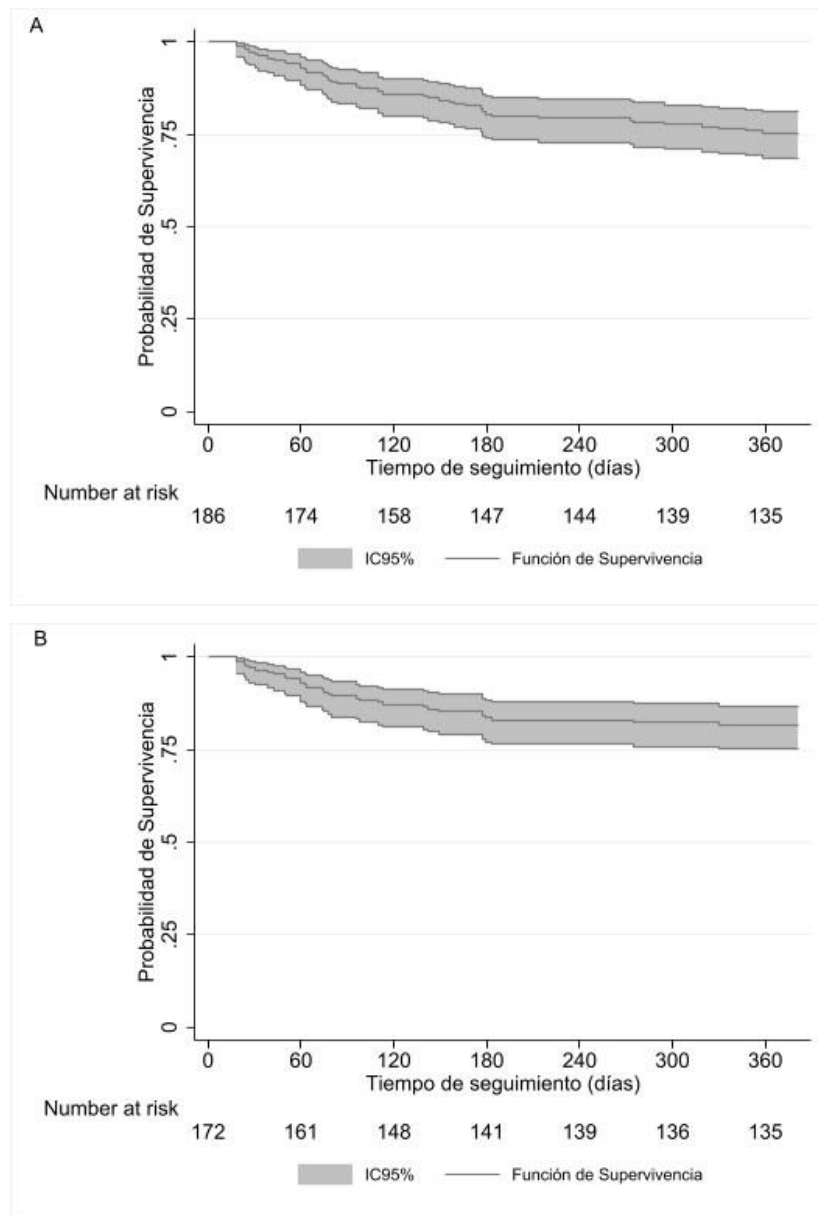 A
Probabilidad de Supervivencia
1
.75
.5
.25
0
0 60 120 180 240 300 360
Tiempo de seguimiento (días)
Number at risk
186 174 158 147 144 139 135
IC95% Función de Supervivencia
B
Probabilidad de Supervivencia
1
.75
.5
.25
0
0 60 120 180 240 300 360
Tiempo de seguimiento (días)
Number at risk
172 161 148 141 139 136 135
IC95% Función de Supervivencia